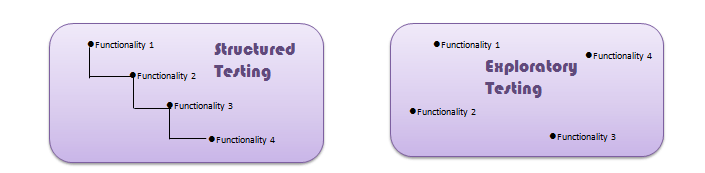 Functionality 1
Structured
Testing
Functionality 2
Functionality 3
Functionality 4
Functionality 1
Functionality 4
Exploratory
Testing
Functionality 2
Functionality 3